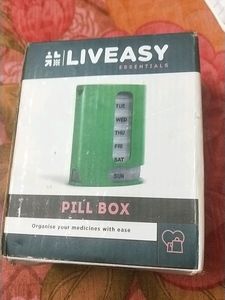 LIVEASY
ESSENTIALS
TUE
WED
THU
FRI
SAT
SUN
PILL BOX
Organise your medicines with ease